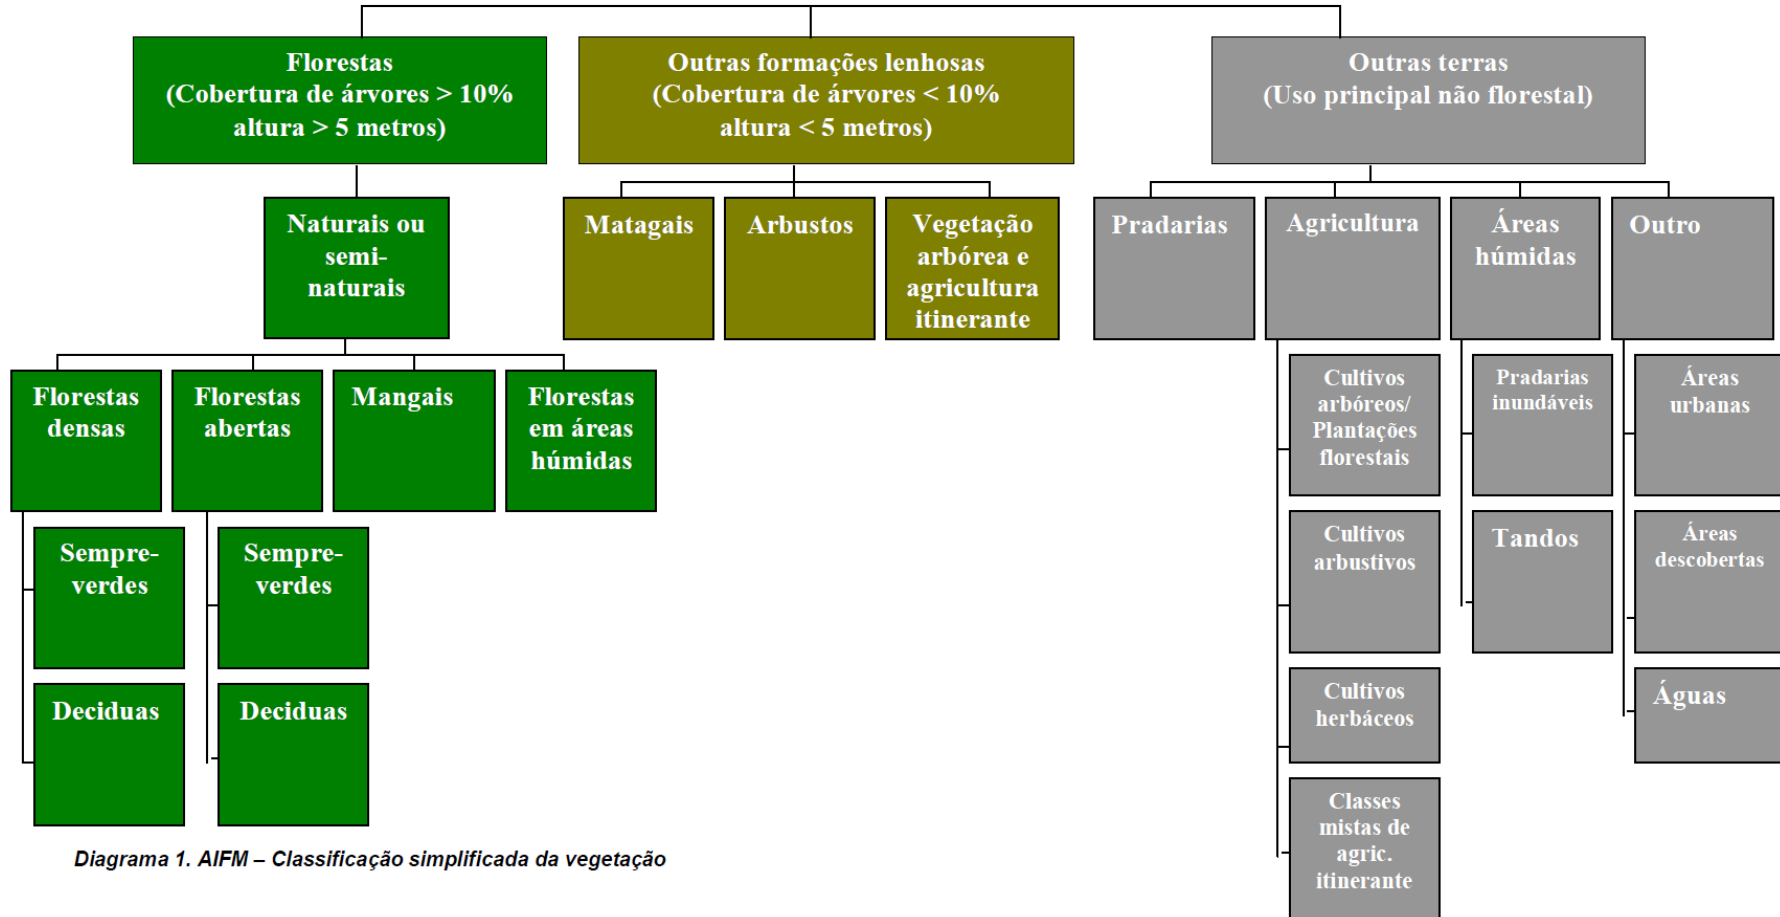 Florestas
(Cobertura de árvores > 10%
altura > 5 metros)
Outras formações lenhosas
(Cobertura de árvores < 10%
altura < 5 metros)
Outras terras
(Uso principal não florestal)
Naturais ou
semi-
naturais
Matagais
Arbustos
Vegetação
arbórea e
agricultura
itinerante
Pradarias
Agricultura
Áreas
húmidas
Outro
Florestas
densas
Florestas
abertas
Mangais
Florestas
em áreas
húmidas
Sempre-
verdes
Deciduas
Sempre-
verdes
Deciduas
Cultivos
arbóreos/
Plantações
florestais
Cultivos
arbustivos
Cultivos
herbáceos
Classes
mistas de
agric.
itinerante
Pradarias
inundáveis
Tandos
Áreas
urbanas
Áreas
descobertas
Águas
Diagrama 1. AIFM – Classificação simplificada da vegetação